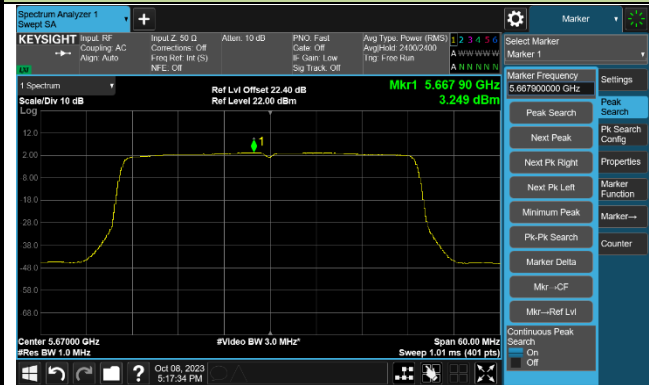 Spectrum Analyzer 1
Swept SA
Marker
KEYSIGHT
Input: RF
Coupling: AC
Align: Auto
Input Z: 50 Ω
Corrections: Off
Freq Ref: Int (S)
NFE: Off
Atten: 10 dB
PNO: Fast
Gate: Off
IF Gain: Low
Sig Track: Off
Avg Type: Power (RMS)
Avg|Hold: 2400/2400
Trig: Free Run
1 2 3 4 5 6
A W W W W W
A N N N N N
Select Marker
Marker 1
1 Spectrum
Scale/Div 10 dB
Log
Ref Lvl Offset 22.40 dB
Ref Level 22.00 dBm
Mkr1 5.667 90 GHz
3.249 dBm
1
12.0
2.00
-8.00
-18.0
-28.0
-38.0
-48.0
-58.0
-68.0
Center 5.67000 GHz
#Res BW 1.0 MHz
#Video BW 3.0 MHz*
Span 60.00 MHz
Sweep 1.01 ms (401 pts)
Marker Frequency
5.667900000 GHz
Peak Search
Next Peak
Next Pk Right
Next Pk Left
Minimum Peak
Pk-Pk Search
Marker Delta
Mkr→CF
Mkr→Ref Lvl
Continuous Peak
Search
On
Off
Settings
Peak
Search
Pk Search
Config
Properties
Marker
Function
Marker→
Counter
Oct 08, 2023
5:17:34 PM